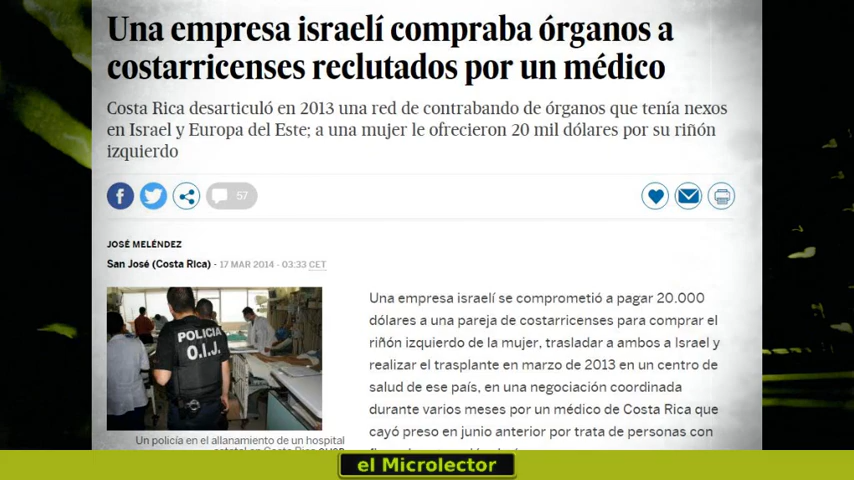 Una empresa israelí compraba órganos a
costarricenses reclutados por un médico
Costa Rica desarticuló en 2013 una red de contrabando de órganos que tenía nexos
en Israel y Europa del Este; a una mujer le ofrecieron 20 mil dólares por su riñón
izquierdo
57
JOSÉ MELÉNDEZ
San José (Costa Rica) - 17 MAR 2014 - 03:33 CET
POLICIA
O.I.J.
Un policía en el allanamiento de un hospital
Una empresa israelí se comprometió a pagar 20.000
dólares a una pareja de costarricenses para comprar el
riñón izquierdo de la mujer, trasladar a ambos a Israel y
realizar el trasplante en marzo de 2013 en un centro de
salud de ese país, en una negociación coordinada
durante varios meses por un médico de Costa Rica que
cayó preso en junio anterior por trata de personas con
el Microlector